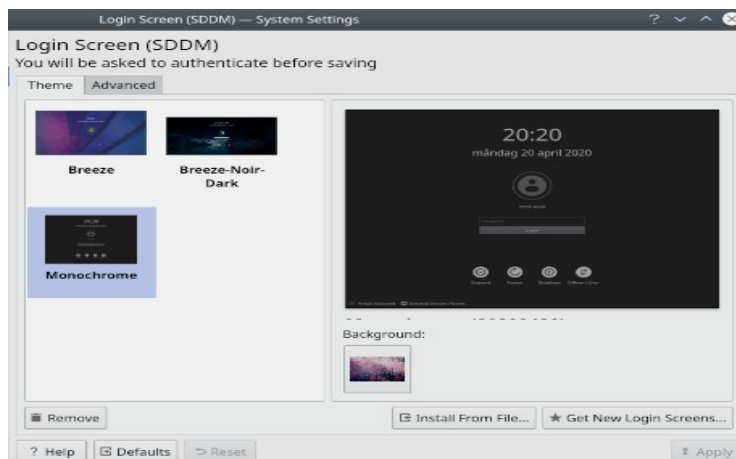 Login Screen (SDDM) — System Settings
Login Screen (SDDM)
You will be asked to authenticate before saving
Theme Advanced
Breeze
Breeze-Noir-
Dark
Monochrome
20:20
måndag 20 april 2020
Background:
Remove
Install From File...
Get New Login Screens...
? Help
Defaults
Reset
Apply